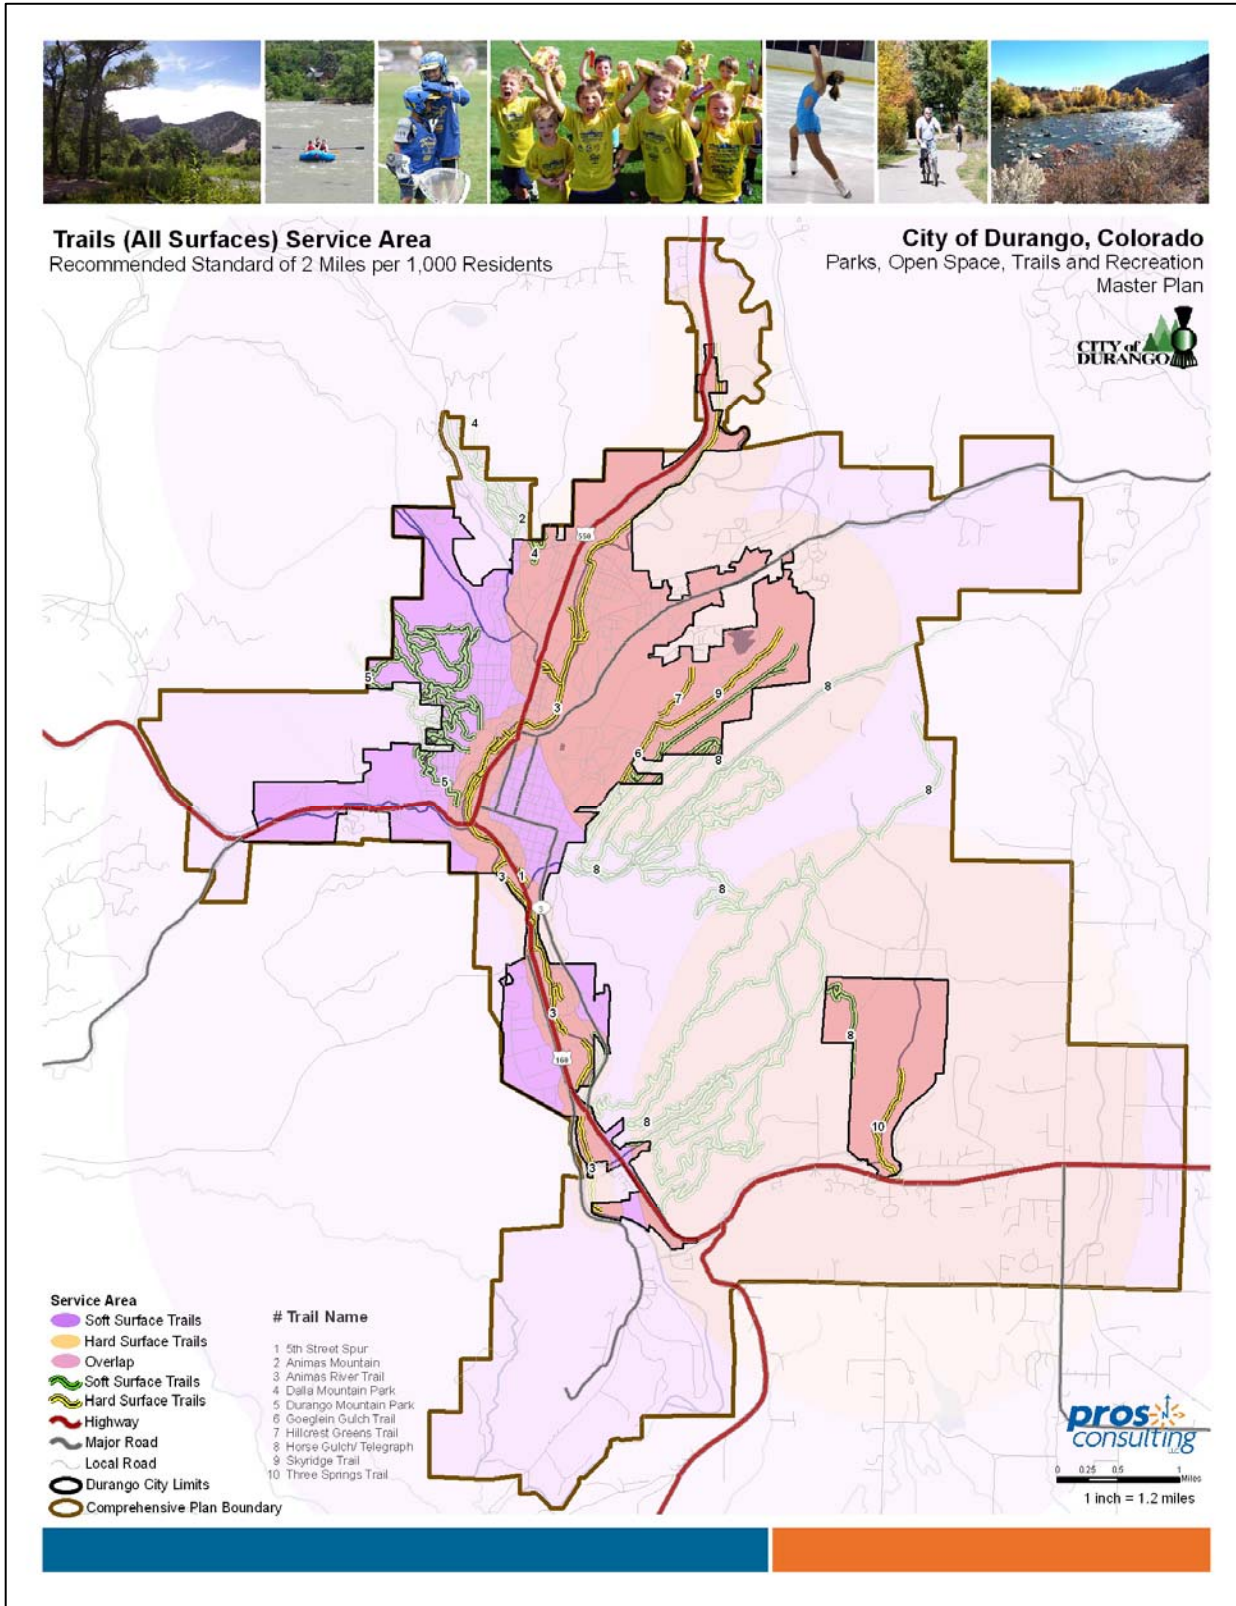 Trails (All Surfaces) Service Area
Recommended Standard of 2 Miles per 1,000 Residents
City of Durango, Colorado
Parks, Open Space, Trails and Recreation
Master Plan
CITY of
DURANGO
4
2
4
550
5
8
7
9
3
6
8
5
8
8
8
3
1
3
3
8
160
10
8
3
Service Area
Soft Surface Trails
Hard Surface Trails
Overlap
Soft Surface Trails
Hard Surface Trails
Highway
Major Road
Local Road
Durango City Limits
Comprehensive Plan Boundary
# Trail Name
1 5th Street Spur
2 Animas Mountain
3 Animas River Trail
4 Dalla Mountain Park
5 Durango Mountain Park
6 Goeglein Gulch Trail
7 Hillcrest Greens Trail
8 Horse Gulch/ Telegraph
9 Skyridge Trail
10 Three Springs Trail
pros
consulting
LLC
0 0.25 0.5 1
Miles
1 inch = 1.2 miles